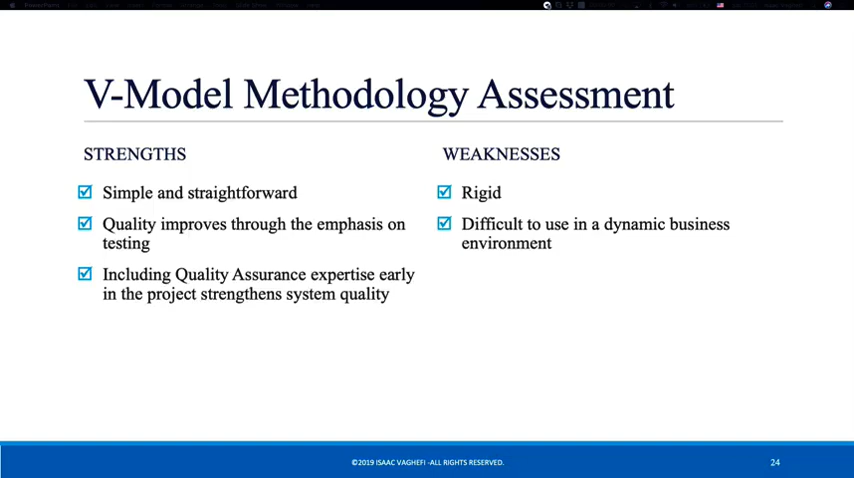 V-Model Methodology Assessment
STRENGTHS
Simple and straightforward
Quality improves through the emphasis on
testing
Including Quality Assurance expertise early
in the project strengthens system quality
WEAKNESSES
Rigid
Difficult to use in a dynamic business
environment
©2019 ISAAC VAGHEFI -ALL RIGHTS RESERVED.
24